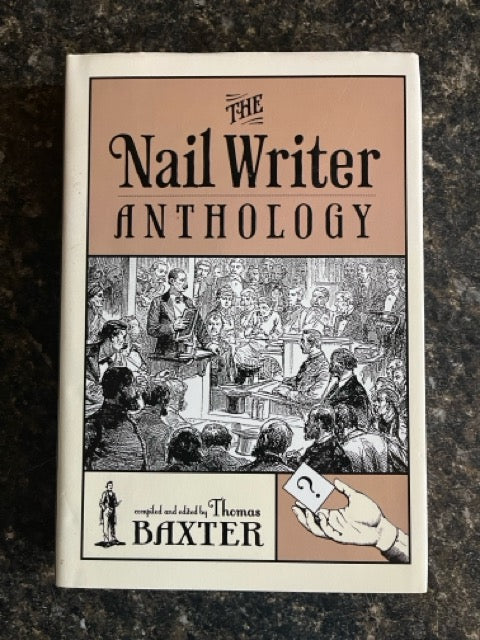 THE
Nail Writer
ANTHOLOGY
?
compiled and edited by Thomas
BAXTER